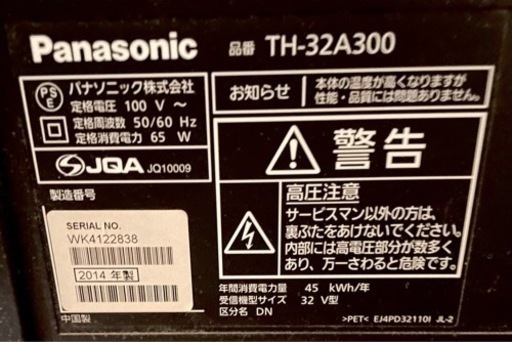 Panasonic 品番 TH-32A300
PSE
パナソニック株式会社
定格電圧 100 V ～
定格周波数 50/60 Hz
定格消費電力 65 W
JQA JQ10009
製造番号
SERIAL NO.
WK4122838
2014 年製
中国製
お知らせ
本体の温度が高くなりますが
性能・品質には問題ありません。
警告
高圧注意
サービスマン以外の方は、
裏ぶたをあけないでください。
内部には高電圧部分が数多く
あり、万一さわると危険です。
年間消費電力量 45 kWh/年
受信機型サイズ 32 V型
区分名 DN
>PET< EJ4PD32110I JL-2